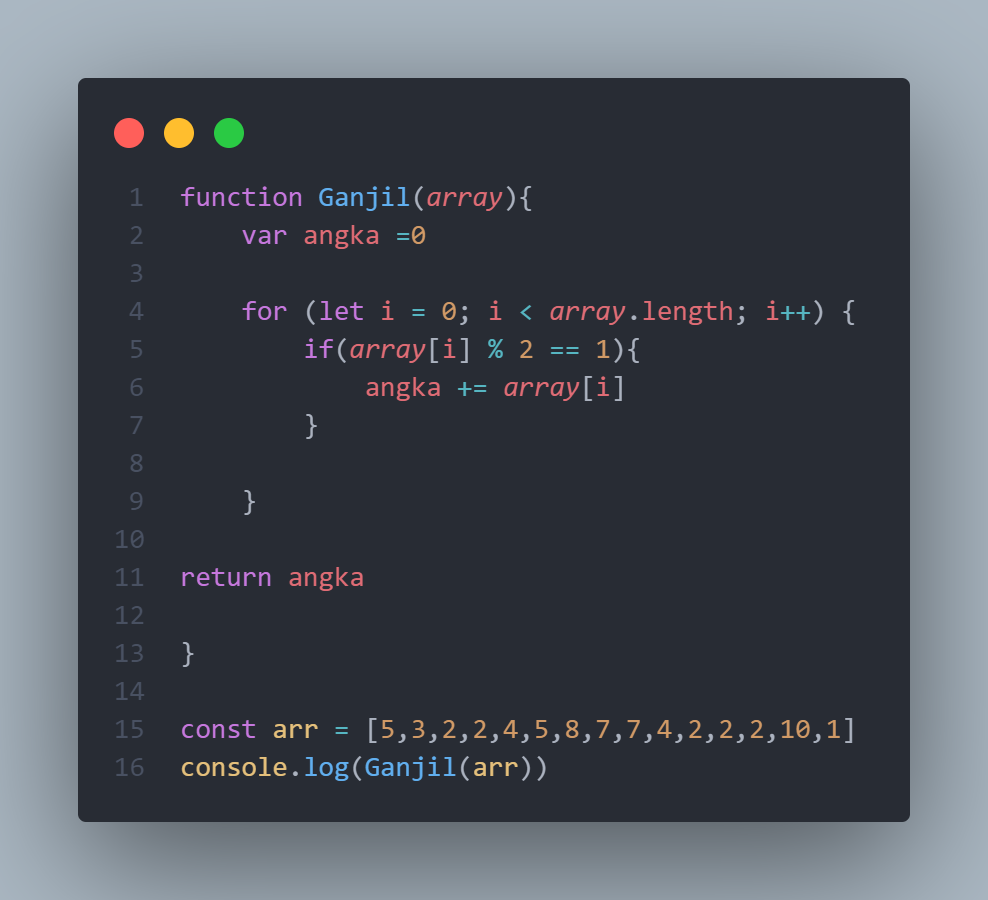 1 function Ganjil(array){
2     var angka =0
3
4     for (let i = 0; i < array.length; i++) {
5         if(array[i] % 2 == 1){
6             angka += array[i]
7         }
8
9     }
10
11 return angka
12
13 }
14
15 const arr = [5,3,2,2,4,5,8,7,7,4,2,2,2,10,1]
16 console.log(Ganjil(arr))